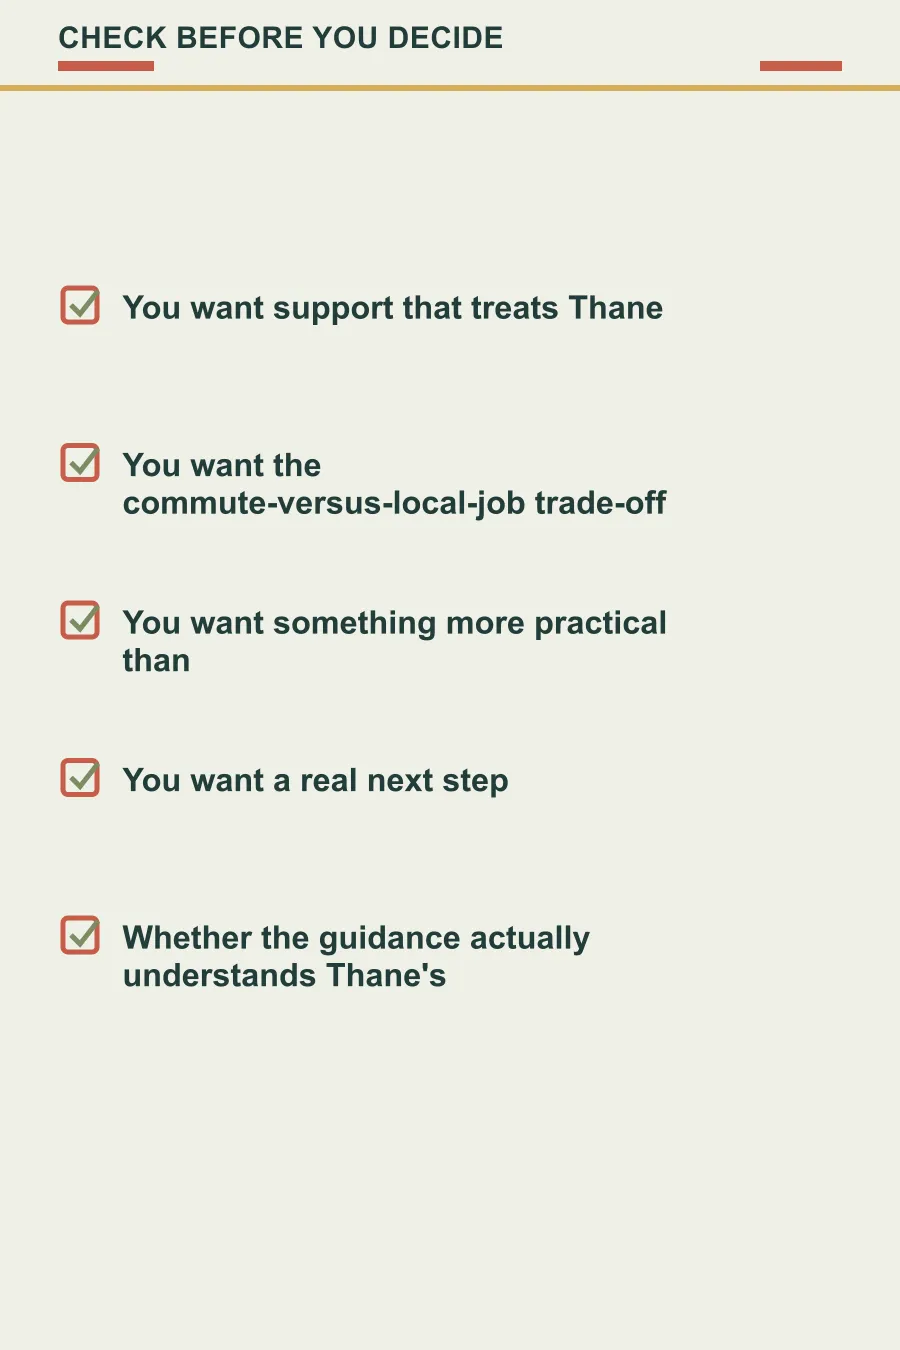 CHECK BEFORE YOU DECIDE
You want support that treats Thane
You want the
commute-versus-local-job trade-off
You want something more practical
than
You want a real next step
Whether the guidance actually
understands Thane's